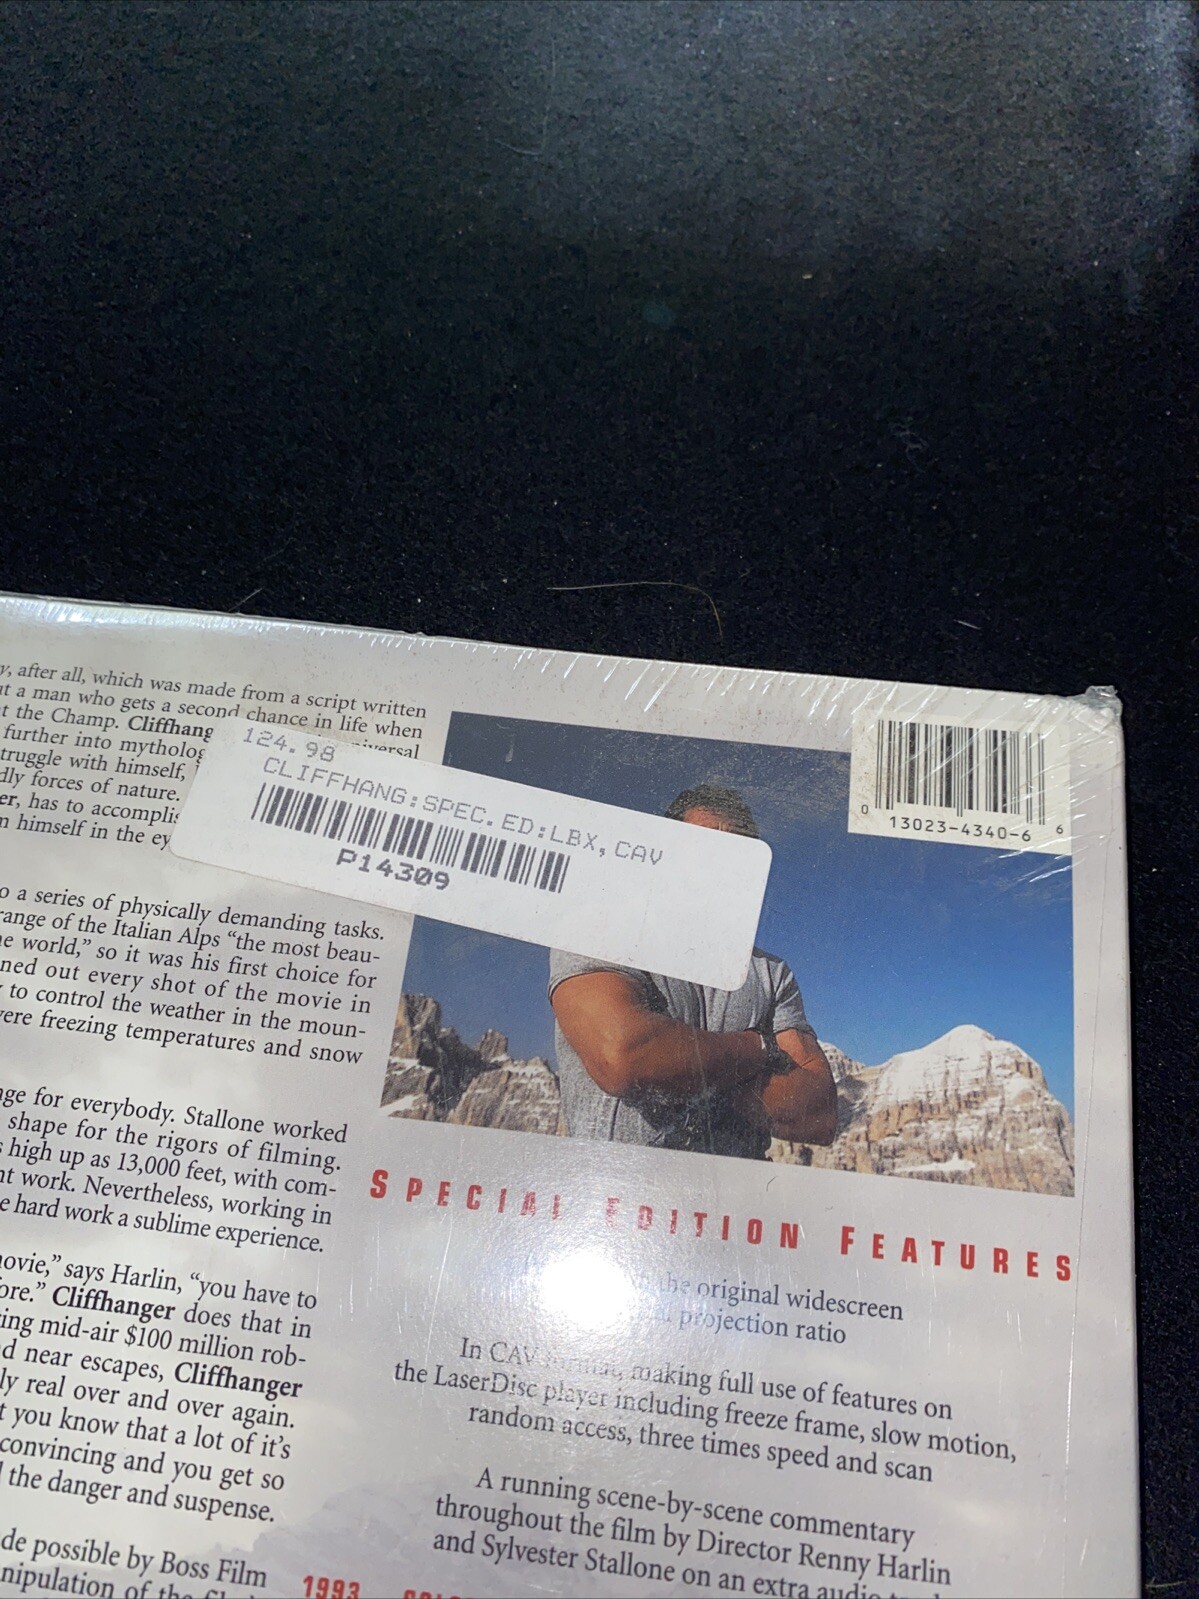 y, after all, which was made from a script written
a man who gets a second chance in life when
t the Champ. Cliffhang
further into mytholog
universal
truggle with himself,
dly forces of nature.
er, has to accomplis
n himself in the ey
o a series of physically demanding tasks.
range of the Italian Alps “the most beau-
e world,” so it was his first choice for
ned out every shot of the movie in
to control the weather in the moun-
ere freezing temperatures and snow
ge for everybody. Stallone worked
shape for the rigors of filming.
s high up as 13,000 feet, with com-
nt work. Nevertheless, working in
e hard work a sublime experience.
movie,” says Harlin, “you have to
ore.” Cliffhanger does that in
ing mid-air $100 million rob-
d near escapes, Cliffhanger
ly real over and over again.
t you know that a lot of it’s
convincing and you get so
the danger and suspense.
de possible by Boss Film
nipulation of the
124.98
CLIFFHANG:SPEC.ED:LBX,CAV
P14309
0 13023-4340-6 6
SPECIAL EDITION FEATURES
the original widescreen
projection ratio
In CAV format, making full use of features on
the LaserDisc player including freeze frame, slow motion,
random access, three times speed and scan
A running scene-by-scene commentary
throughout the film by Director Renny Harlin
and Sylvester Stallone on an extra audio
1993